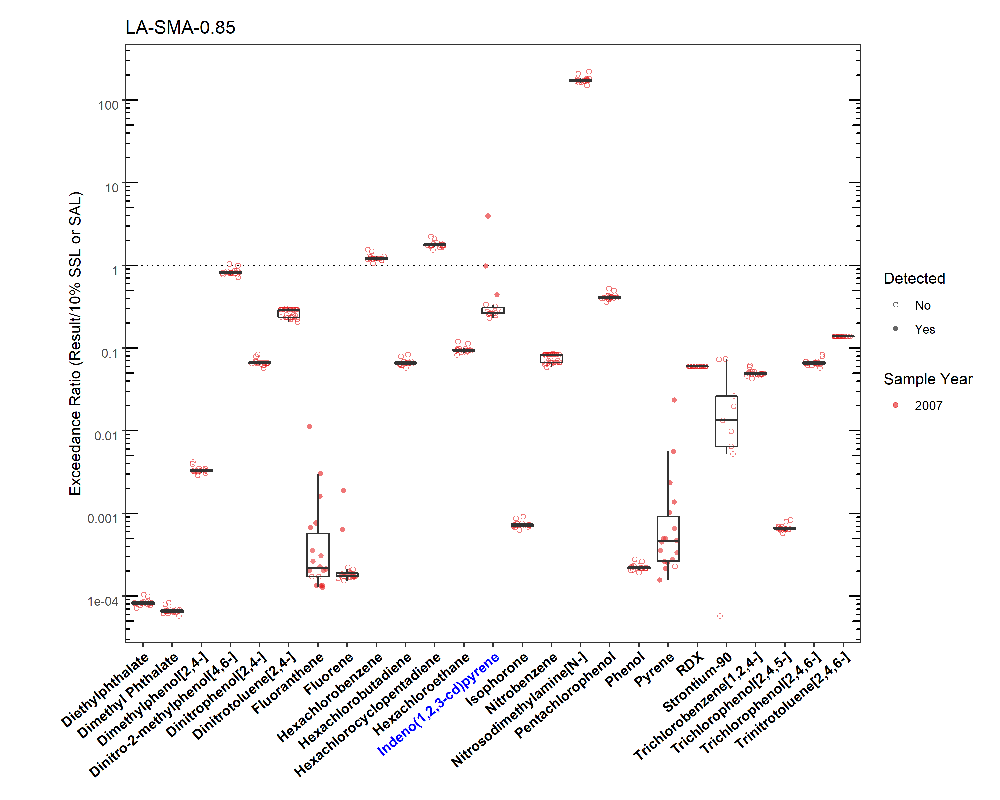 LA-SMA-0.85
Exceedance Ratio (Result/10% SSL or SAL)
100
10
1
0.1
0.01
0.001
1e-04
Diethylphthalate
Dimethyl Phthalate
Dimethylphenol[2,4-]
Dinitro-2-methylphenol[4,6-]
Dinitrophenol[2,4-]
Dinitrotoluene[2,4-]
Fluoranthene
Fluorene
Hexachlorobenzene
Hexachlorobutadiene
Hexachlorocyclopentadiene
Hexachloroethane
Indeno(1,2,3-cd)pyrene
Isophorone
Nitrobenzene
Nitrosodimethylamine[N-]
Pentachlorophenol
Phenol
Pyrene
RDX
Strontium-90
Trichlorobenzene[1,2,4-]
Trichlorophenol[2,4,5-]
Trichlorophenol[2,4,6-]
Trinitrotoluene[2,4,6-]
Detected
No
Yes
Sample Year
2007